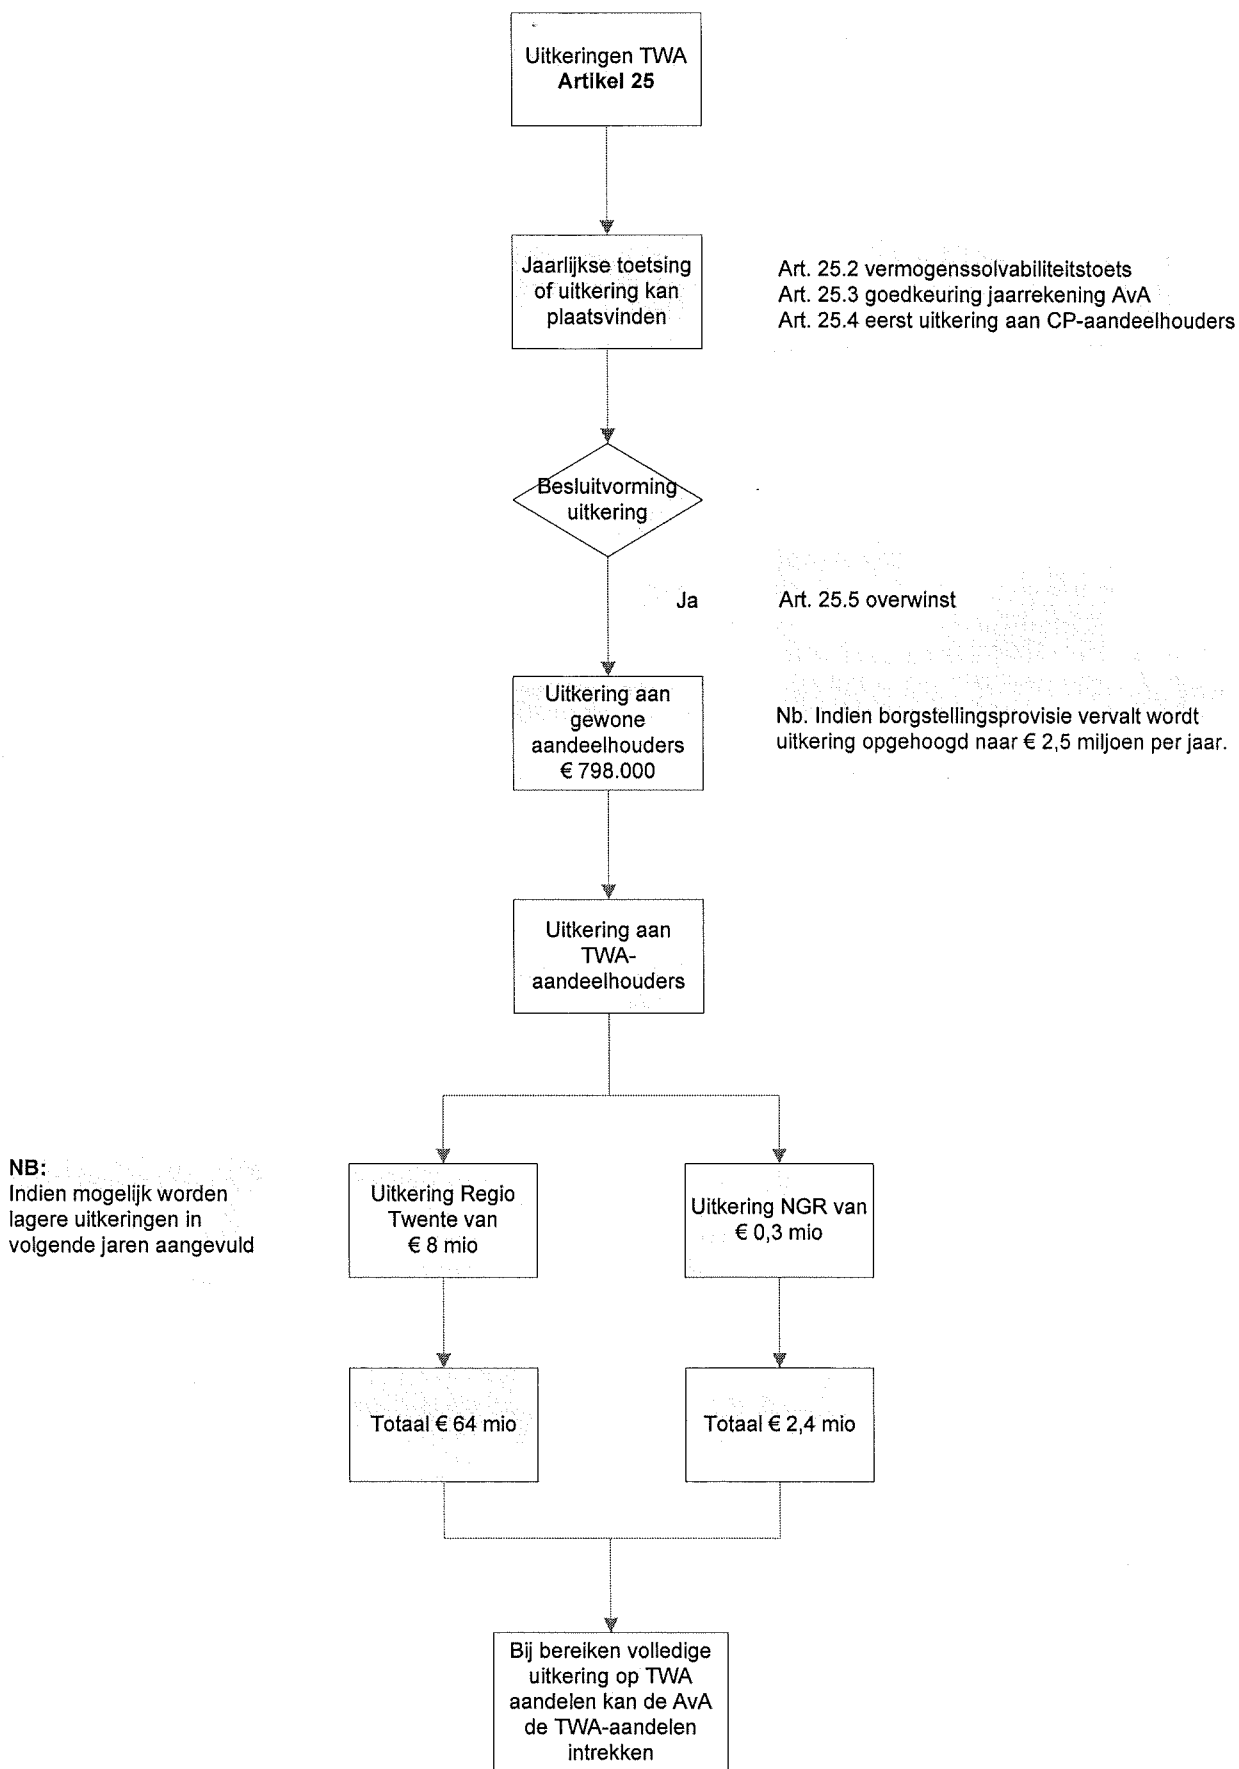 Uitkeringen TWA
Artikel 25
Jaarlijkse toetsing
of uitkering kan
plaatsvinden
Art. 25.2 vermogenssolvabiliteitstoets
Art. 25.3 goedkeuring jaarrekening AvA
Art. 25.4 eerst uitkering aan CP-aandeelhouders
Besluitvorming
uitkering
Ja
Art. 25.5 overwinst
Uitkering aan
gewone
aandeelhouders
€ 798.000
Nb. Indien borgstellingsprovisie vervalt wordt
uitkering opgehoogd naar € 2,5 miljoen per jaar.
Uitkering aan
TWA-
aandeelhouders
NB:
Indien mogelijk worden
lagere uitkeringen in
volgende jaren aangevuld
Uitkering Regio
Twente van
€ 8 mio
Uitkering NGR van
€ 0,3 mio
Totaal € 64 mio
Totaal € 2,4 mio
Bij bereiken volledige
uitkering op TWA
aandelen kan de AvA
de TWA-aandelen
intrekken